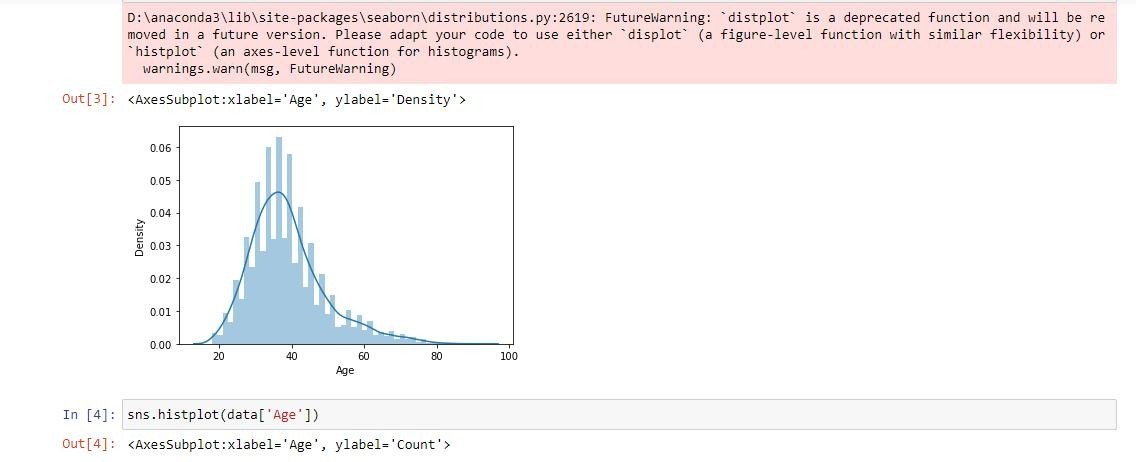 D:\anaconda3\lib\site-packages\seaborn\distributions.py:2619: FutureWarning: `distplot` is a deprecated function and will be re
moved in a future version. Please adapt your code to use either `displot` (a figure-level function with similar flexibility) or
`histplot` (an axes-level function for histograms).
warnings.warn(msg, FutureWarning)
Out[3]: <AxesSubplot:xlabel='Age', ylabel='Density'>
0.06
0.05
0.04
0.03
0.02
0.01
0.00
Density
20 40 60 80 100
Age
In [4]: sns.histplot(data['Age'])
Out[4]: <AxesSubplot:xlabel='Age', ylabel='Count'>